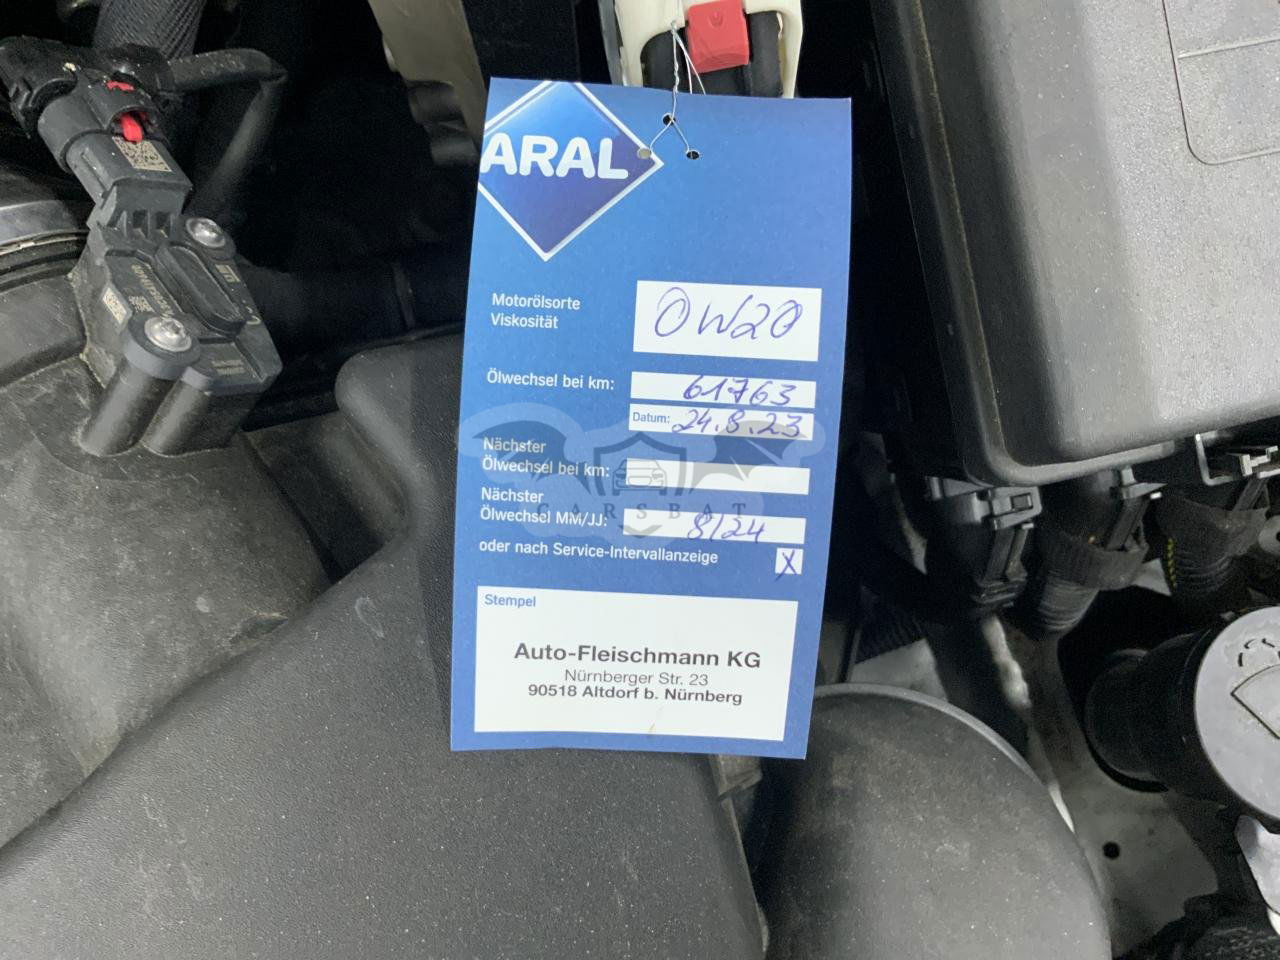 ARAL
Motorölsorte
Viskosität
0W20
Ölwechsel bei km: 61763
Datum: 24.8.23
Nächster
Ölwechsel bei km:
Nächster
Ölwechsel MM/JJ: 8/24
oder nach Service-Intervallanzeige X
CARSBAT
Stempel
Auto-Fleischmann KG
Nürnberger Str. 23
90518 Altdorf b. Nürnberg